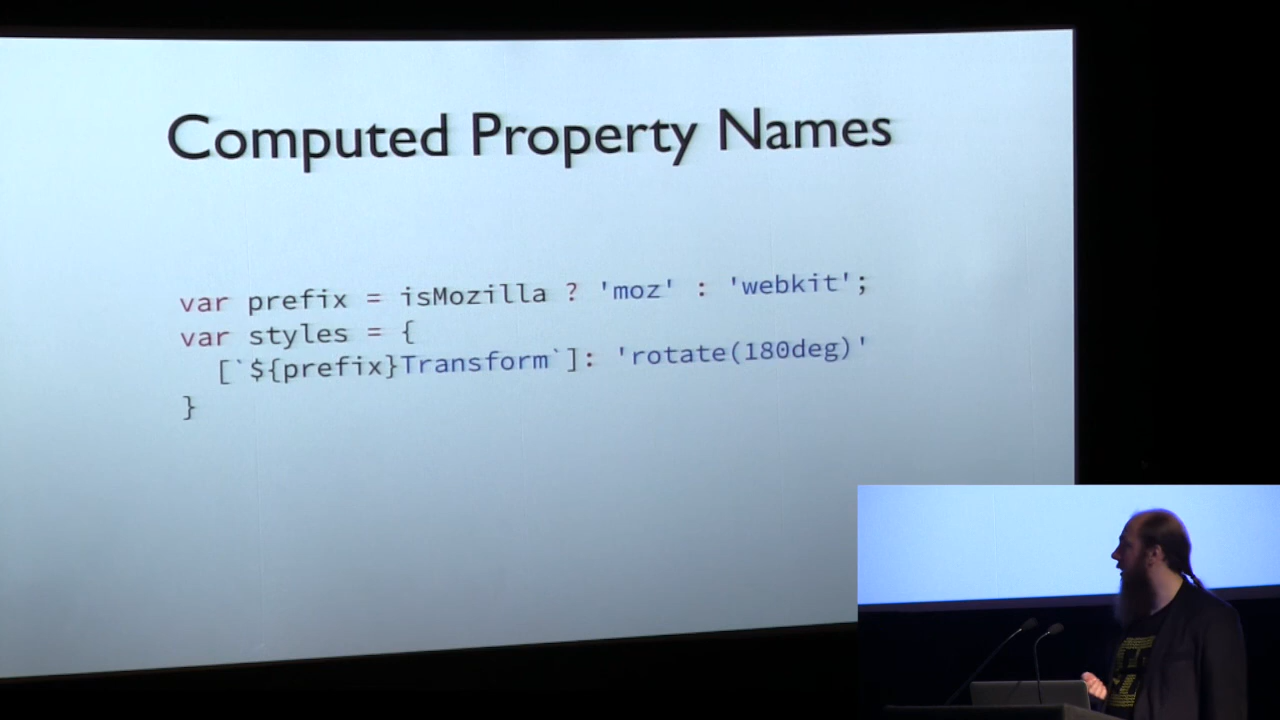 Computed Property Names
var prefix = isMozilla ? 'moz' : 'webkit';
var styles = {
  [`${prefix}Transform`]: 'rotate(180deg)'
}